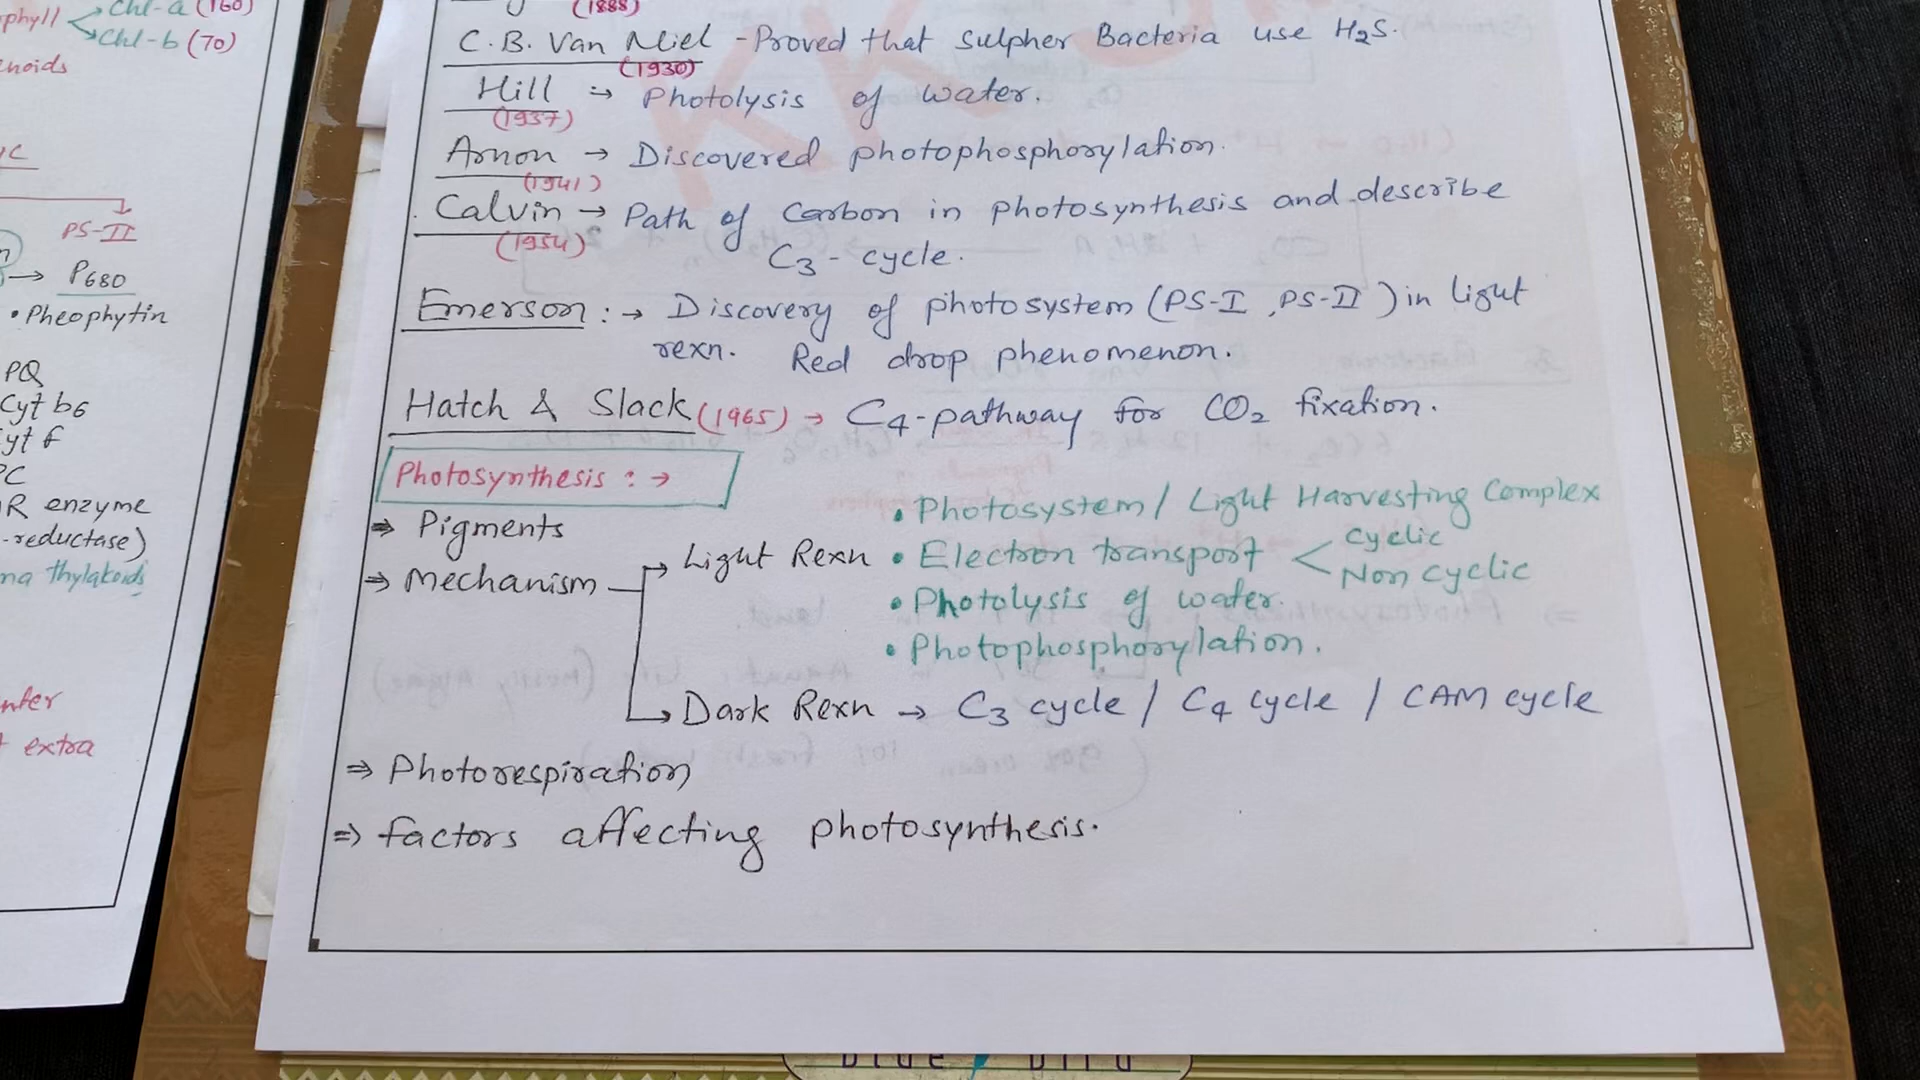 phyll Chl-a (160)
Chl-b (70)
noids
PS-II
P680
• Pheophytin
PQ
Cyt b6
yt f
PC
R enzyme
-reductase)
na thylakoids
nter
extra
(1888)
C.B. Van Niel - Proved that Sulpher Bacteria use H2S.
(1930)
Hill :→ Photolysis of water.
(1937)
Arnon → Discovered photophosphorylation.
(1941)
Calvin → Path of Carbon in photosynthesis and describe
(1954)
C3 - cycle.
Emerson :→ Discovery of photosystem (PS-I, PS-II) in light
rexn. Red drop phenomenon.
Hatch & Slack (1965) → C4-pathway for CO2 fixation.
Photosynthesis :→
⇒ Pigments
⇒ Mechanism
→ Light Rexn
• Photosystem / Light Harvesting Complex
• Electron transport < Cyclic
Non cyclic
• Photolysis of water.
• Photophosphorylation.
→ Dark Rexn → C3 cycle / C4 cycle / CAM cycle
⇒ Photorespiration
⇒ factors affecting photosynthesis.